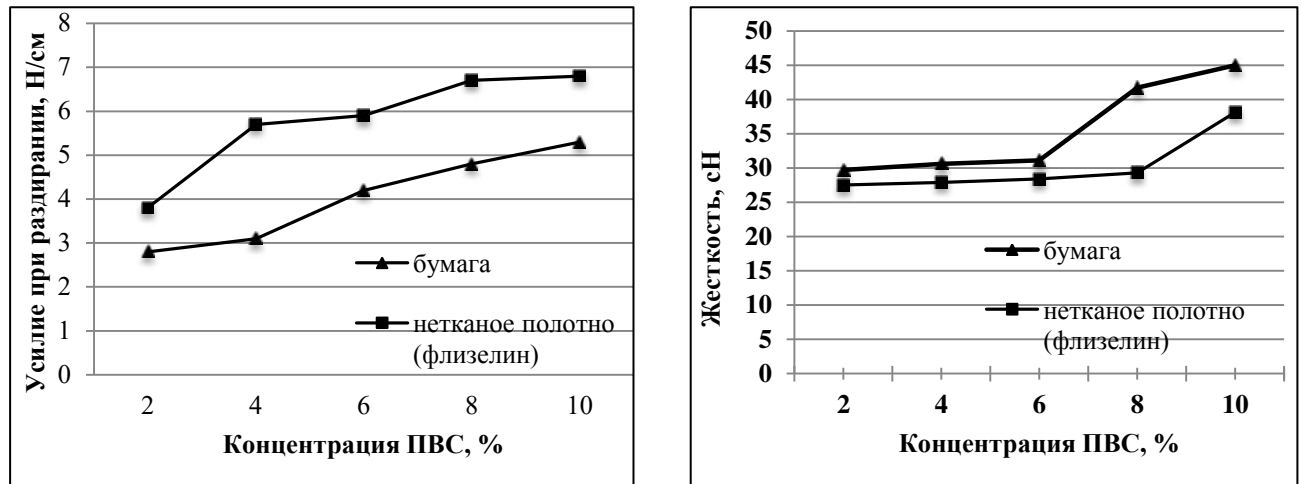 Усилие при раздирании, Н/см
8
7
6
5
4
3
2
1
0
бумага
нетканое полотно
(флизелин)
2 4 6 8 10
Концентрация ПВС, %
Жесткость, сН
50
45
40
35
30
25
20
15
10
5
0
бумага
нетканое полотно
(флизелин)
2 4 6 8 10
Концентрация ПВС, %